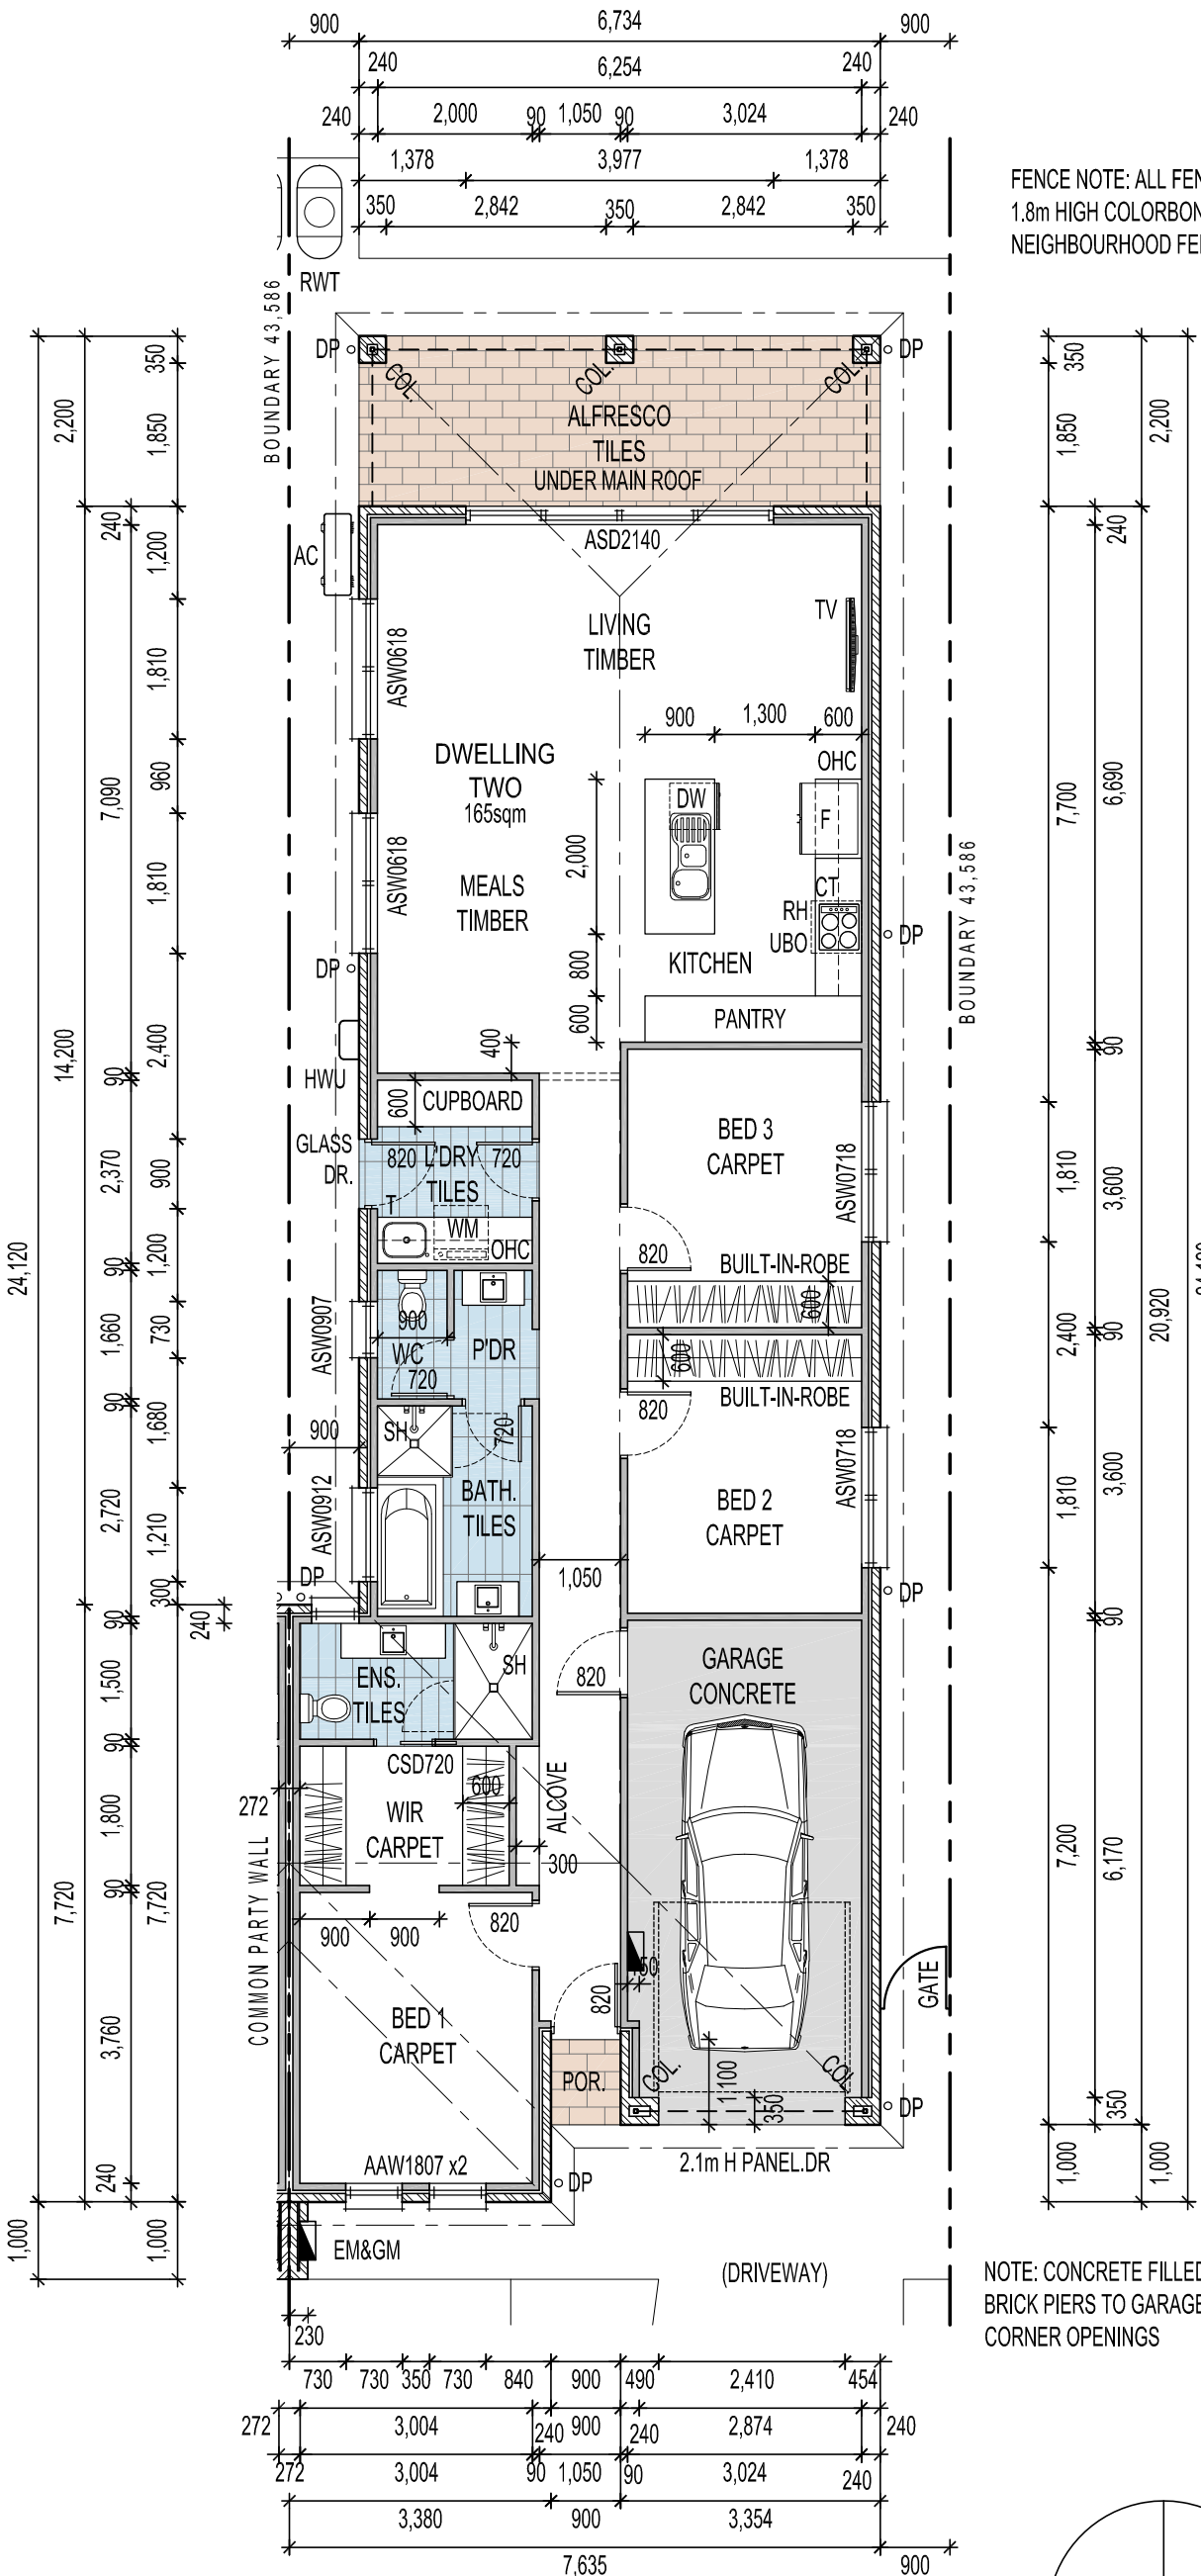 900 6,734 900
240 6,254 240
240 2,000 90 1,050 90 3,024 240
1,378 3,977 1,378
350 2,842 350 2,842 350
FENCE NOTE: ALL FEN
1.8m HIGH COLORBON
NEIGHBOURHOOD FE
RWT
BOUNDARY 43,586
DP
DP
COL.
COL.
COL.
ALFRESCO
TILES
UNDER MAIN ROOF
350
2,200
1,850
350
1,850
2,200
ASD2140
AC
240
1,200
240
LIVING
TIMBER
TV
ASW0618
1,810
900 1,300 600
DWELLING
TWO
165sqm
OHC
DW
F
7,090
960
7,700
6,690
2,000
ASW0618
1,810
MEALS
TIMBER
CT
RH
UBO
DP
BOUNDARY 43,586
DP
KITCHEN
800
600
PANTRY
14,200
2,400
400
90
90
HWU
600
CUPBOARD
BED 3
CARPET
GLASS
DR.
820
L'DRY
TILES
720
2,370
900
1,810
3,600
ASW0718
T
WM
OHC
820
BUILT-IN-ROBE
600
24,120
90
1,200
20,920
900
WC
720
P'DR
ASW0907
1,660
730
2,400
90
600
820
BUILT-IN-ROBE
90
1,680
900
SH
720
BATH.
TILES
BED 2
CARPET
ASW0718
ASW0912
2,720
1,210
1,810
3,600
1,050
DP
300
240
DP
90
90
1,500
ENS.
TILES
SH
820
GARAGE
CONCRETE
90
CSD720
600
WIR
CARPET
ALCOVE
300
272
1,800
COMMON PARTY WALL
90
7,720
7,720
7,200
6,170
900 900
820
820
GATE
BED 1
CARPET
3,760
POR.
COL.
COL.
1,100
350
DP
350
2.1m H PANEL.DR
AAW1807 x2
DP
240
1,000
1,000
1,000
1,000
EM&GM
(DRIVEWAY)
NOTE: CONCRETE FILLED
BRICK PIERS TO GARAGE
CORNER OPENINGS
230
730 730 350 730 840 900 490 2,410 454
272 3,004 240 900 240 2,874 240
272 3,004 90 1,050 90 3,024 240
3,380 900 3,354
7,635 900